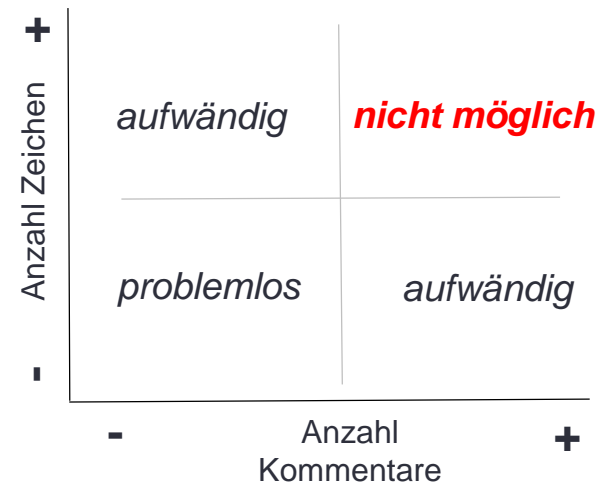 +
Anzahl Zeichen
aufwändig
nicht möglich
problemlos
aufwändig
-
-
Anzahl
Kommentare
+